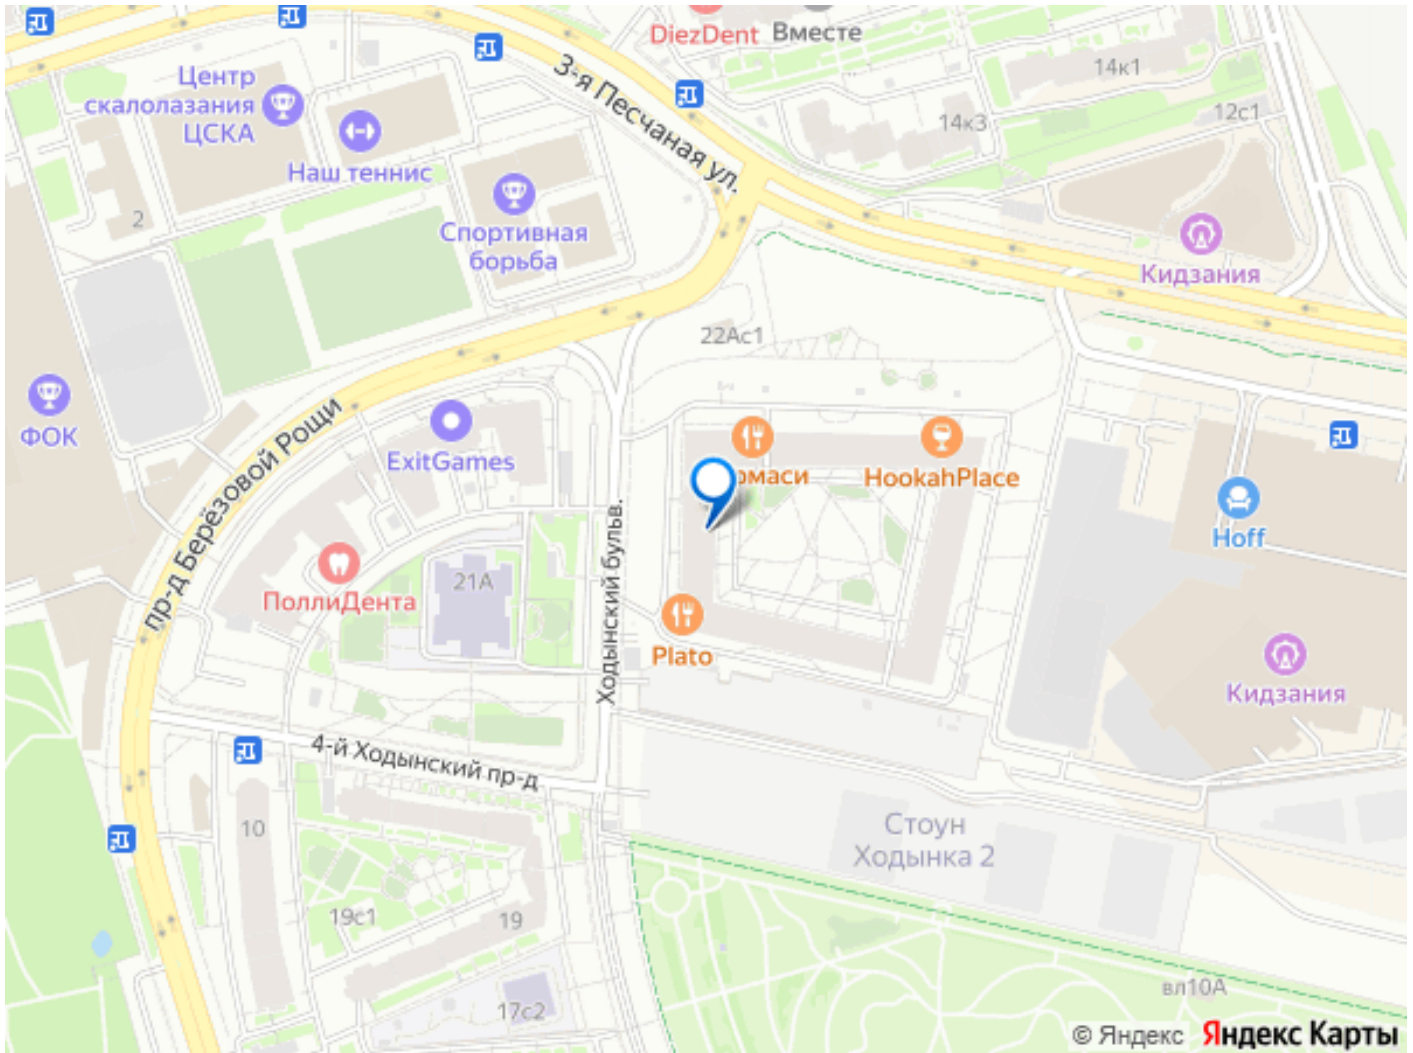 DiezDent
Вместе
Центр
скалолазания
ЦСКА
3-я Песчаная ул.
14к1
14к3
12с1
Наш теннис
2
Спортивная
борьба
Кидзания
22Ас1
ФОК
пр-д Берёзовой Рощи
ExitGames
омаси
HookahPlace
Hoff
Ходынский бульв.
21А
ПоллиДента
Plato
Кидзания
4-й Ходынский пр-д
10
Стоун
Ходынка 2
19с1
19
17с2
вл10А
© Яндекс Яндекс Карты